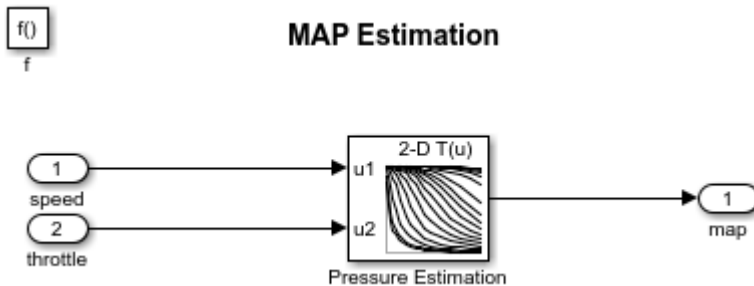 f()
f
MAP Estimation
1
speed
2
throttle
2-D T(u)
u1
u2
Pressure Estimation
1
map